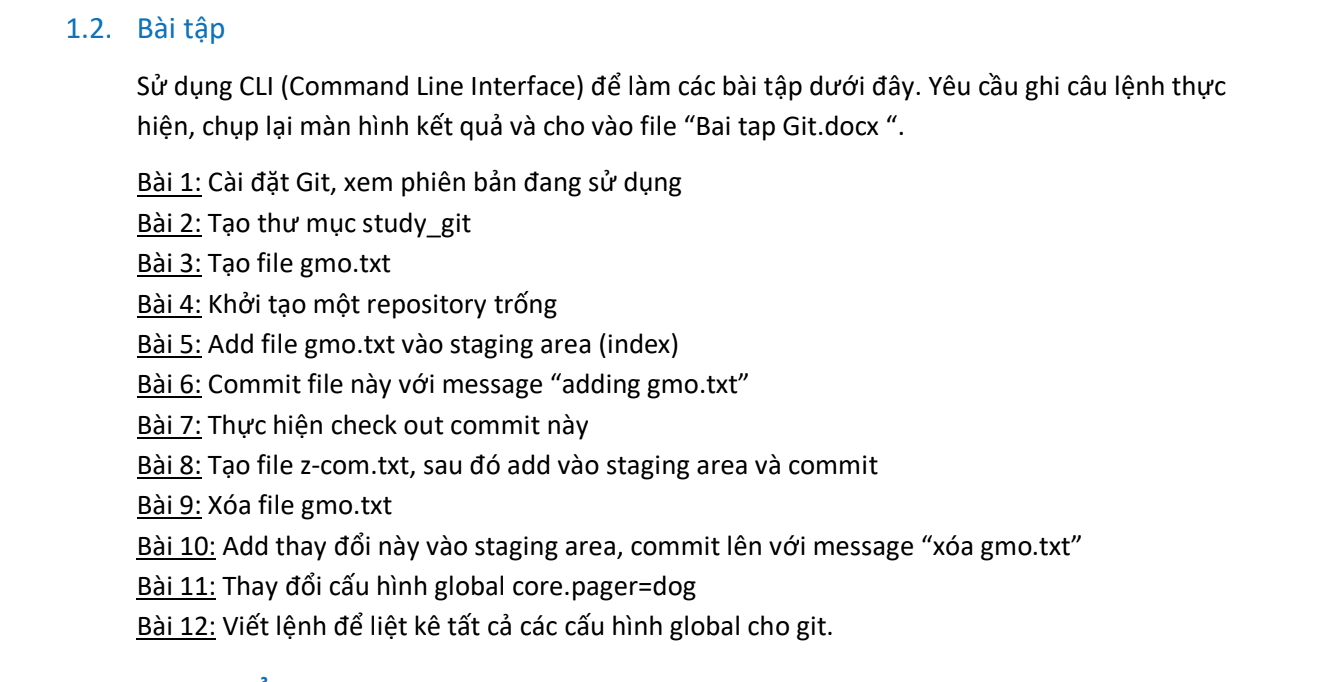 1.2. Bài tập
Sử dụng CLI (Command Line Interface) để làm các bài tập dưới đây. Yêu cầu ghi câu lệnh thực
hiện, chụp lại màn hình kết quả và cho vào file “Bai tap Git.docx “.
Bài 1: Cài đặt Git, xem phiên bản đang sử dụng
Bài 2: Tạo thư mục study_git
Bài 3: Tạo file gmo.txt
Bài 4: Khởi tạo một repository trống
Bài 5: Add file gmo.txt vào staging area (index)
Bài 6: Commit file này với message “adding gmo.txt”
Bài 7: Thực hiện check out commit này
Bài 8: Tạo file z-com.txt, sau đó add vào staging area và commit
Bài 9: Xóa file gmo.txt
Bài 10: Add thay đổi này vào staging area, commit lên với message “xóa gmo.txt”
Bài 11: Thay đổi cấu hình global core.pager=dog
Bài 12: Viết lệnh để liệt kê tất cả các cấu hình global cho git.